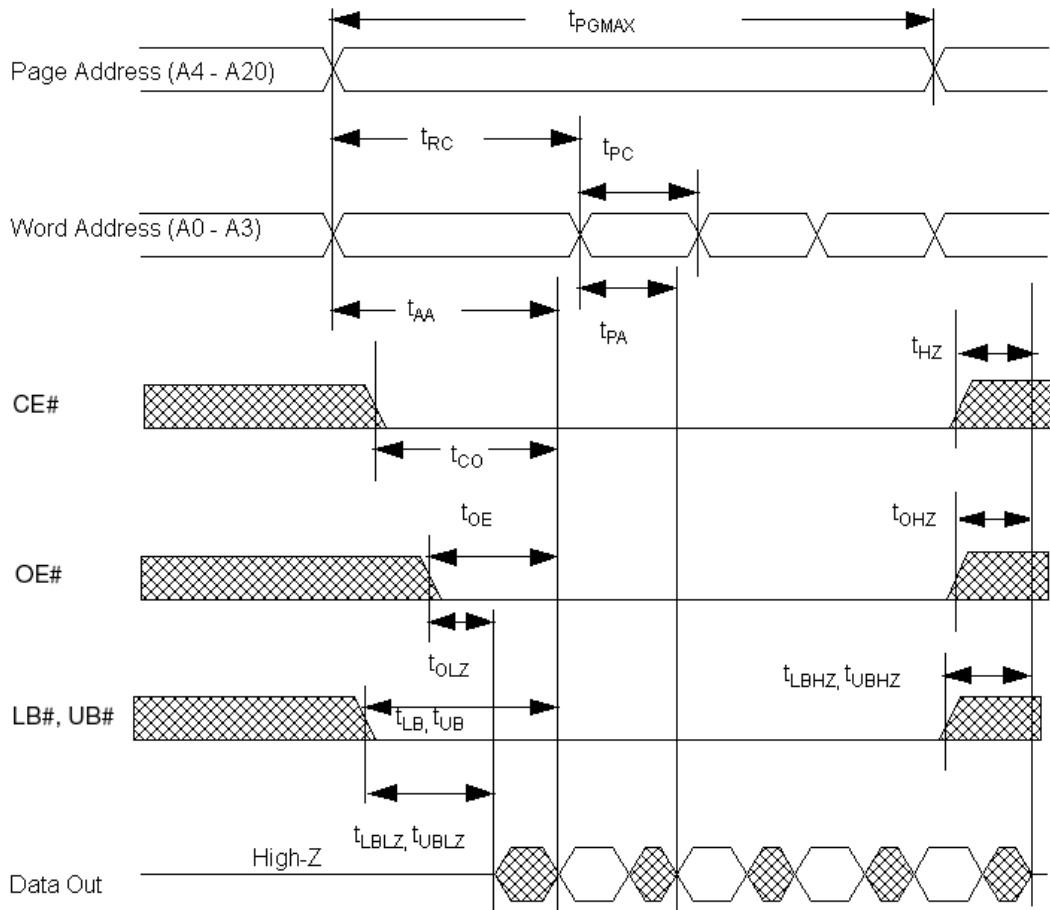 tPGMAX
Page Address (A4 - A20)
tRC
tPC
Word Address (A0 - A3)
tAA
tPA
tHZ
CE#
tCO
tOE
tOHZ
OE#
tOLZ
tLBHZ, tUBHZ
LB#, UB#
tLB, tUB
tLBLZ, tUBLZ
High-Z
Data Out